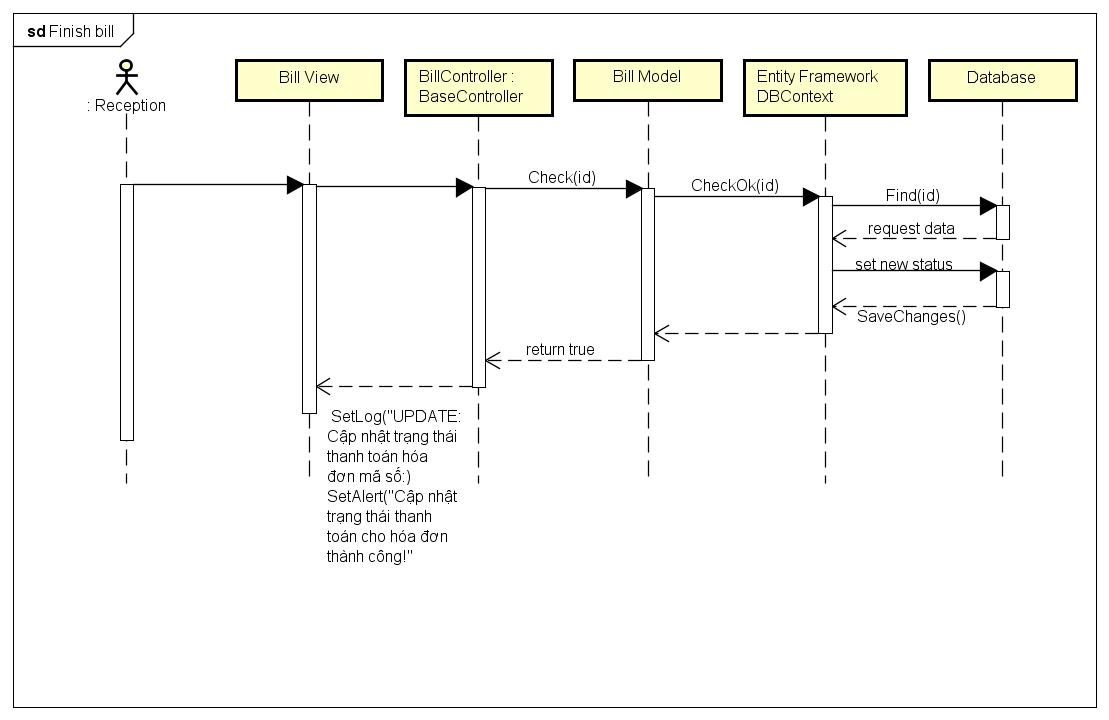 sd Finish bill
: Reception
Bill View
BillController :
BaseController
Bill Model
Entity Framework
DBContext
Database
Check(id)
CheckOk(id)
Find(id)
request data
set new status
SaveChanges()
return true
SetLog("UPDATE:
Cập nhật trạng thái
thanh toán hóa
đơn mã số:)
SetAlert("Cập nhật
trạng thái thanh
toán cho hóa đơn
thành công!"